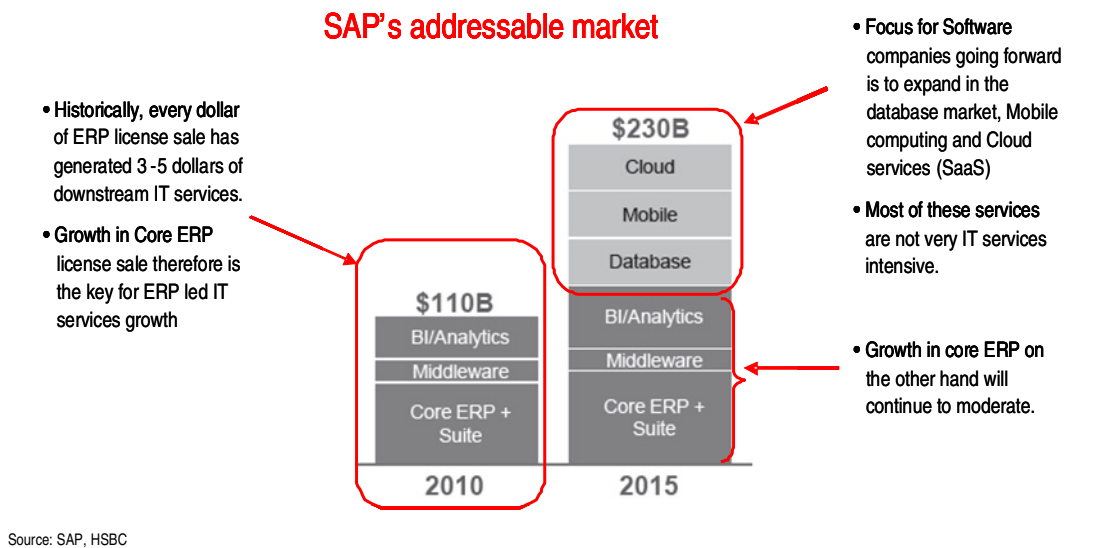 SAP's addressable market
• Historically, every dollar
of ERP license sale has
generated 3 -5 dollars of
downstream IT services.
• Growth in Core ERP
license sale therefore is
the key for ERP led IT
services growth
$110B
BI/Analytics
Middleware
Core ERP +
Suite
2010
$230B
Cloud
Mobile
Database
BI/Analytics
Middleware
Core ERP +
Suite
2015
• Focus for Software
companies going forward
is to expand in the
database market, Mobile
computing and Cloud
services (SaaS)
• Most of these services
are not very IT services
intensive.
• Growth in core ERP on
the other hand will
continue to moderate.
Source: SAP, HSBC